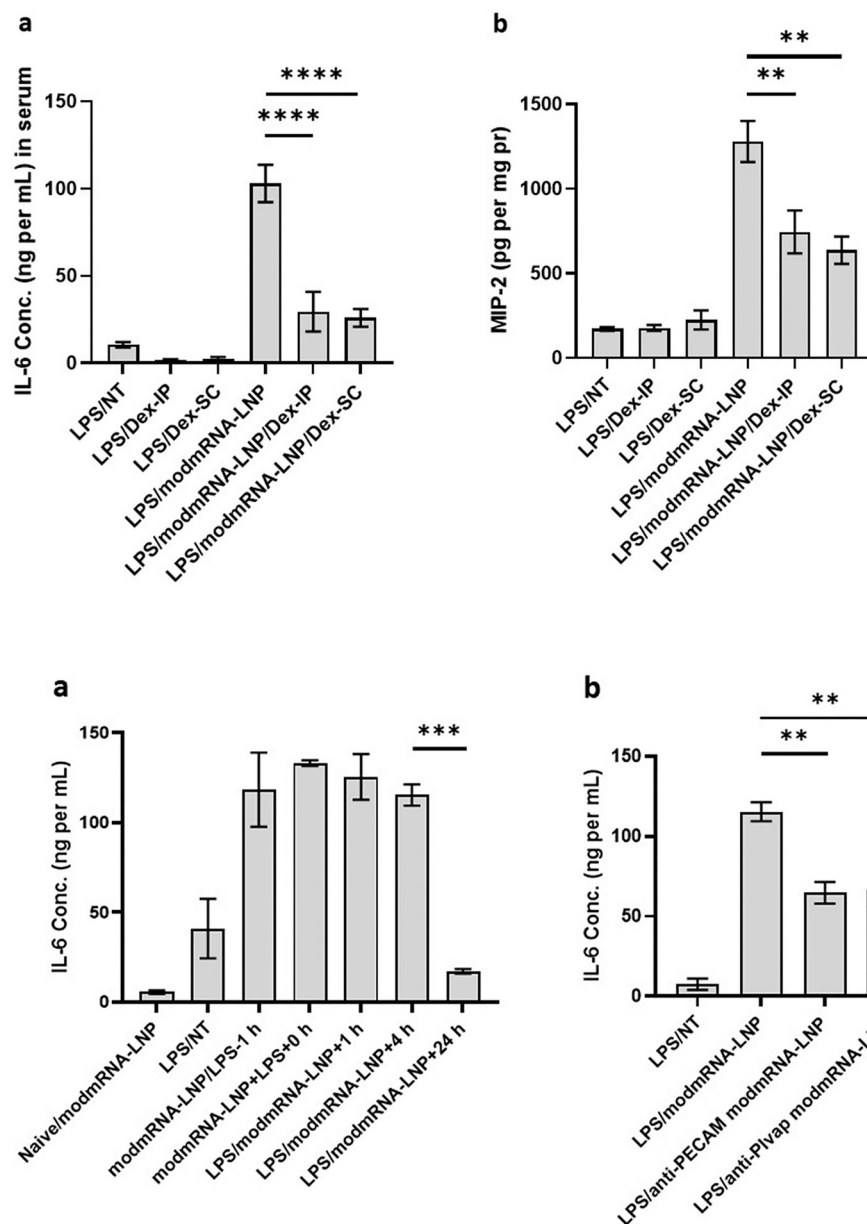 a
IL-6 Conc. (ng per mL) in serum
150
100
50
0
****
****
LPS/NT
LPS/Dex-IP
LPS/Dex-SC
LPS/modmRNA-LNP
LPS/modmRNA-LNP/Dex-IP
LPS/modmRNA-LNP/Dex-SC
b
MIP-2 (pg per mg pr)
1500
1000
500
0
**
**
LPS/NT
LPS/Dex-IP
LPS/Dex-SC
LPS/modmRNA-LNP
LPS/modmRNA-LNP/Dex-IP
LPS/modmRNA-LNP/Dex-SC
a
IL-6 Conc. (ng per mL)
150
100
50
0
***
Naive/modmRNA-LNP
LPS/NT
modmRNA-LNP/LPS-1 h
modmRNA-LNP+LPS+0 h
LPS/modmRNA-LNP+1 h
LPS/modmRNA-LNP+4 h
LPS/modmRNA-LNP+24 h
b
IL-6 Conc. (ng per mL)
150
100
50
0
**
**
LPS/NT
LPS/modmRNA-LNP
LPS/anti-PECAM modmRNA-LNP
LPS/anti-Plvap modmRNA-L